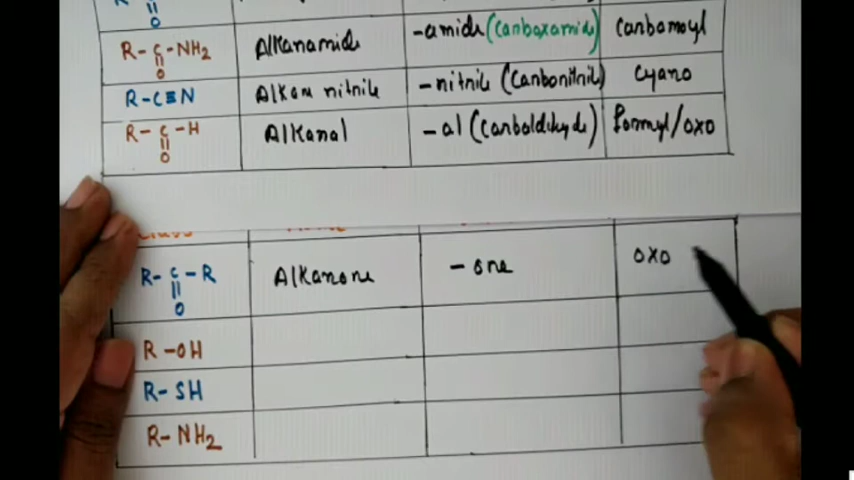 R-C-NH2 Alkanamide -amide (carboxamide) Carbamoyl
O
R-C≡N Alkane nitrile -nitrile (Carbonitrile) Cyano
R-C-H Alkanal -al (Carbaldehyde) formyl/oxo
O
R-C-R Alkanone -one oxo
O
R-OH
R-SH
R-NH2